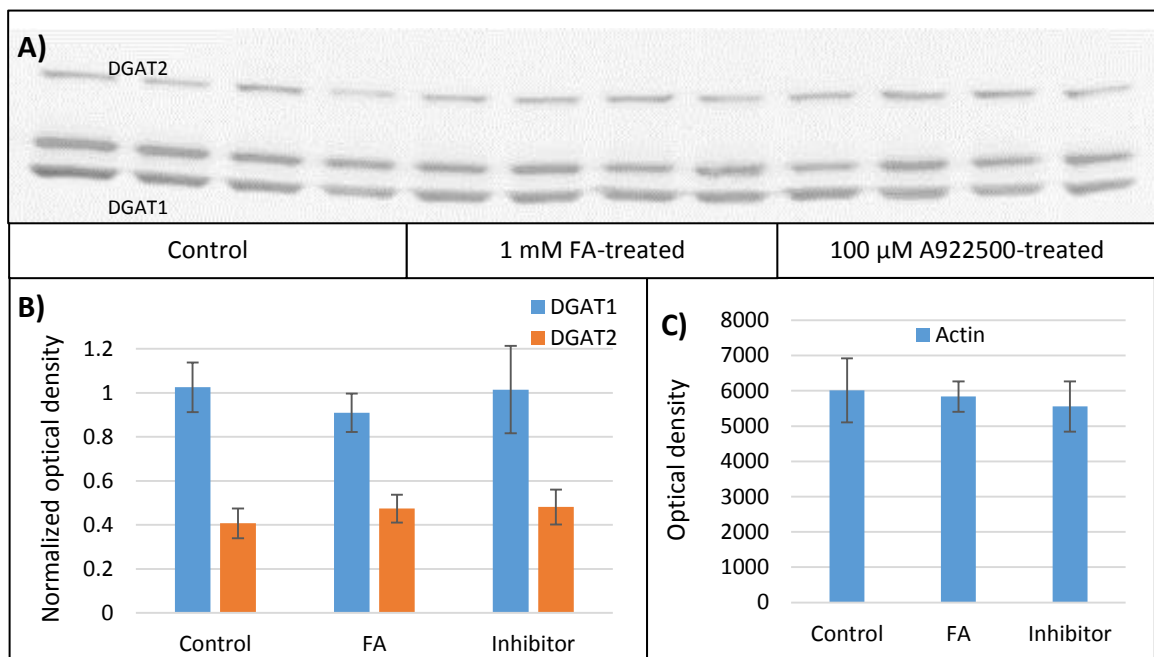 A)
DGAT2
DGAT1
Control
1 mM FA-treated
100 µM A922500-treated
B)
DGAT1
DGAT2
Normalized optical density
1.2
1
0.8
0.6
0.4
0.2
0
Control
FA
Inhibitor
C)
Actin
Optical density
8000
7000
6000
5000
4000
3000
2000
1000
0
Control
FA
Inhibitor